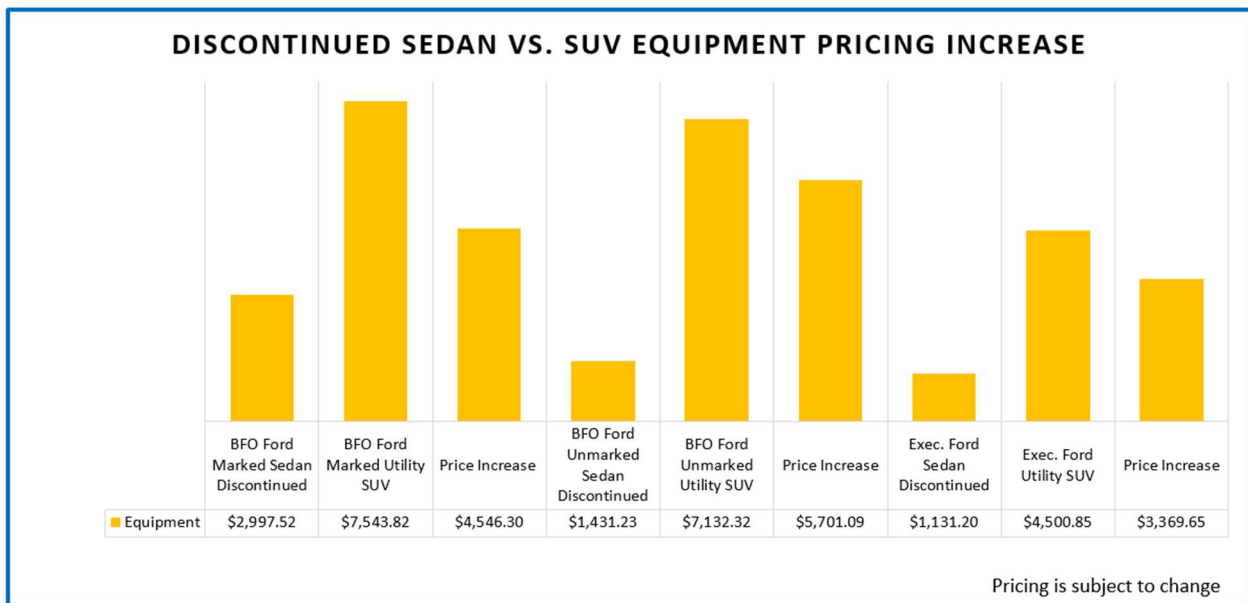 DISCONTINUED SEDAN VS. SUV EQUIPMENT PRICING INCREASE
BFO Ford
Marked Sedan
Discontinued
BFO Ford
Marked Utility
SUV
Price Increase
BFO Ford
Unmarked
Sedan
Discontinued
BFO Ford
Unmarked
Utility SUV
Price Increase
Exec. Ford
Sedan
Discontinued
Exec. Ford
Utility SUV
Price Increase
Equipment $2,997.52 $7,543.82 $4,546.30 $1,431.23 $7,132.32 $5,701.09 $1,131.20 $4,500.85 $3,369.65
Pricing is subject to change